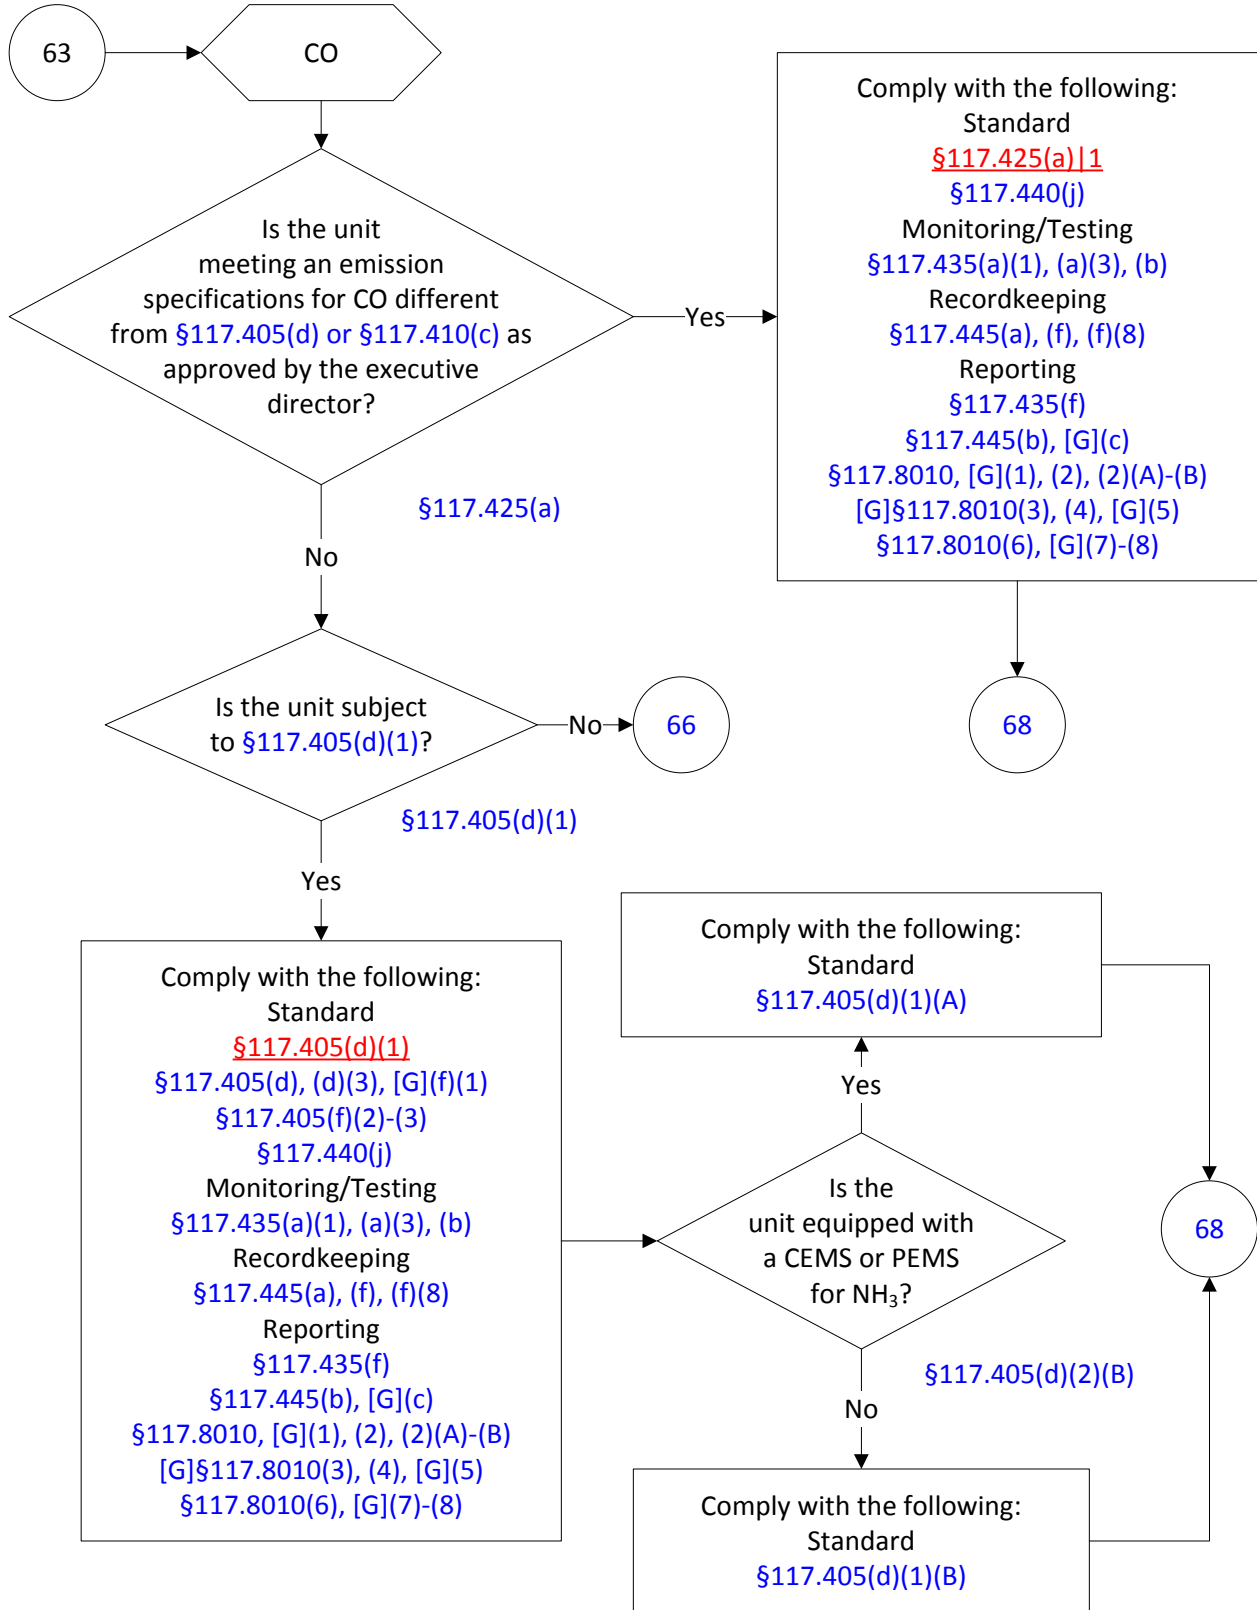 63
CO
Is the unit
meeting an emission
specifications for CO different
from §117.405(d) or §117.410(c) as
approved by the executive
director?
Yes
Comply with the following:
Standard
§117.425(a)|1
§117.440(j)
Monitoring/Testing
§117.435(a)(1), (a)(3), (b)
Recordkeeping
§117.445(a), (f), (f)(8)
Reporting
§117.435(f)
§117.445(b), [G](c)
§117.8010, [G](1), (2), (2)(A)-(B)
[G]§117.8010(3), (4), [G](5)
§117.8010(6), [G](7)-(8)
68
§117.425(a)
No
Is the unit subject
to §117.405(d)(1)?
No
66
§117.405(d)(1)
Yes
Comply with the following:
Standard
§117.405(d)(1)
§117.405(d), (d)(3), [G](f)(1)
§117.405(f)(2)-(3)
§117.440(j)
Monitoring/Testing
§117.435(a)(1), (a)(3), (b)
Recordkeeping
§117.445(a), (f), (f)(8)
Reporting
§117.435(f)
§117.445(b), [G](c)
§117.8010, [G](1), (2), (2)(A)-(B)
[G]§117.8010(3), (4), [G](5)
§117.8010(6), [G](7)-(8)
Is the
unit equipped with
a CEMS or PEMS
for NH₃?
Yes
Comply with the following:
Standard
§117.405(d)(1)(A)
§117.405(d)(2)(B)
No
Comply with the following:
Standard
§117.405(d)(1)(B)
68